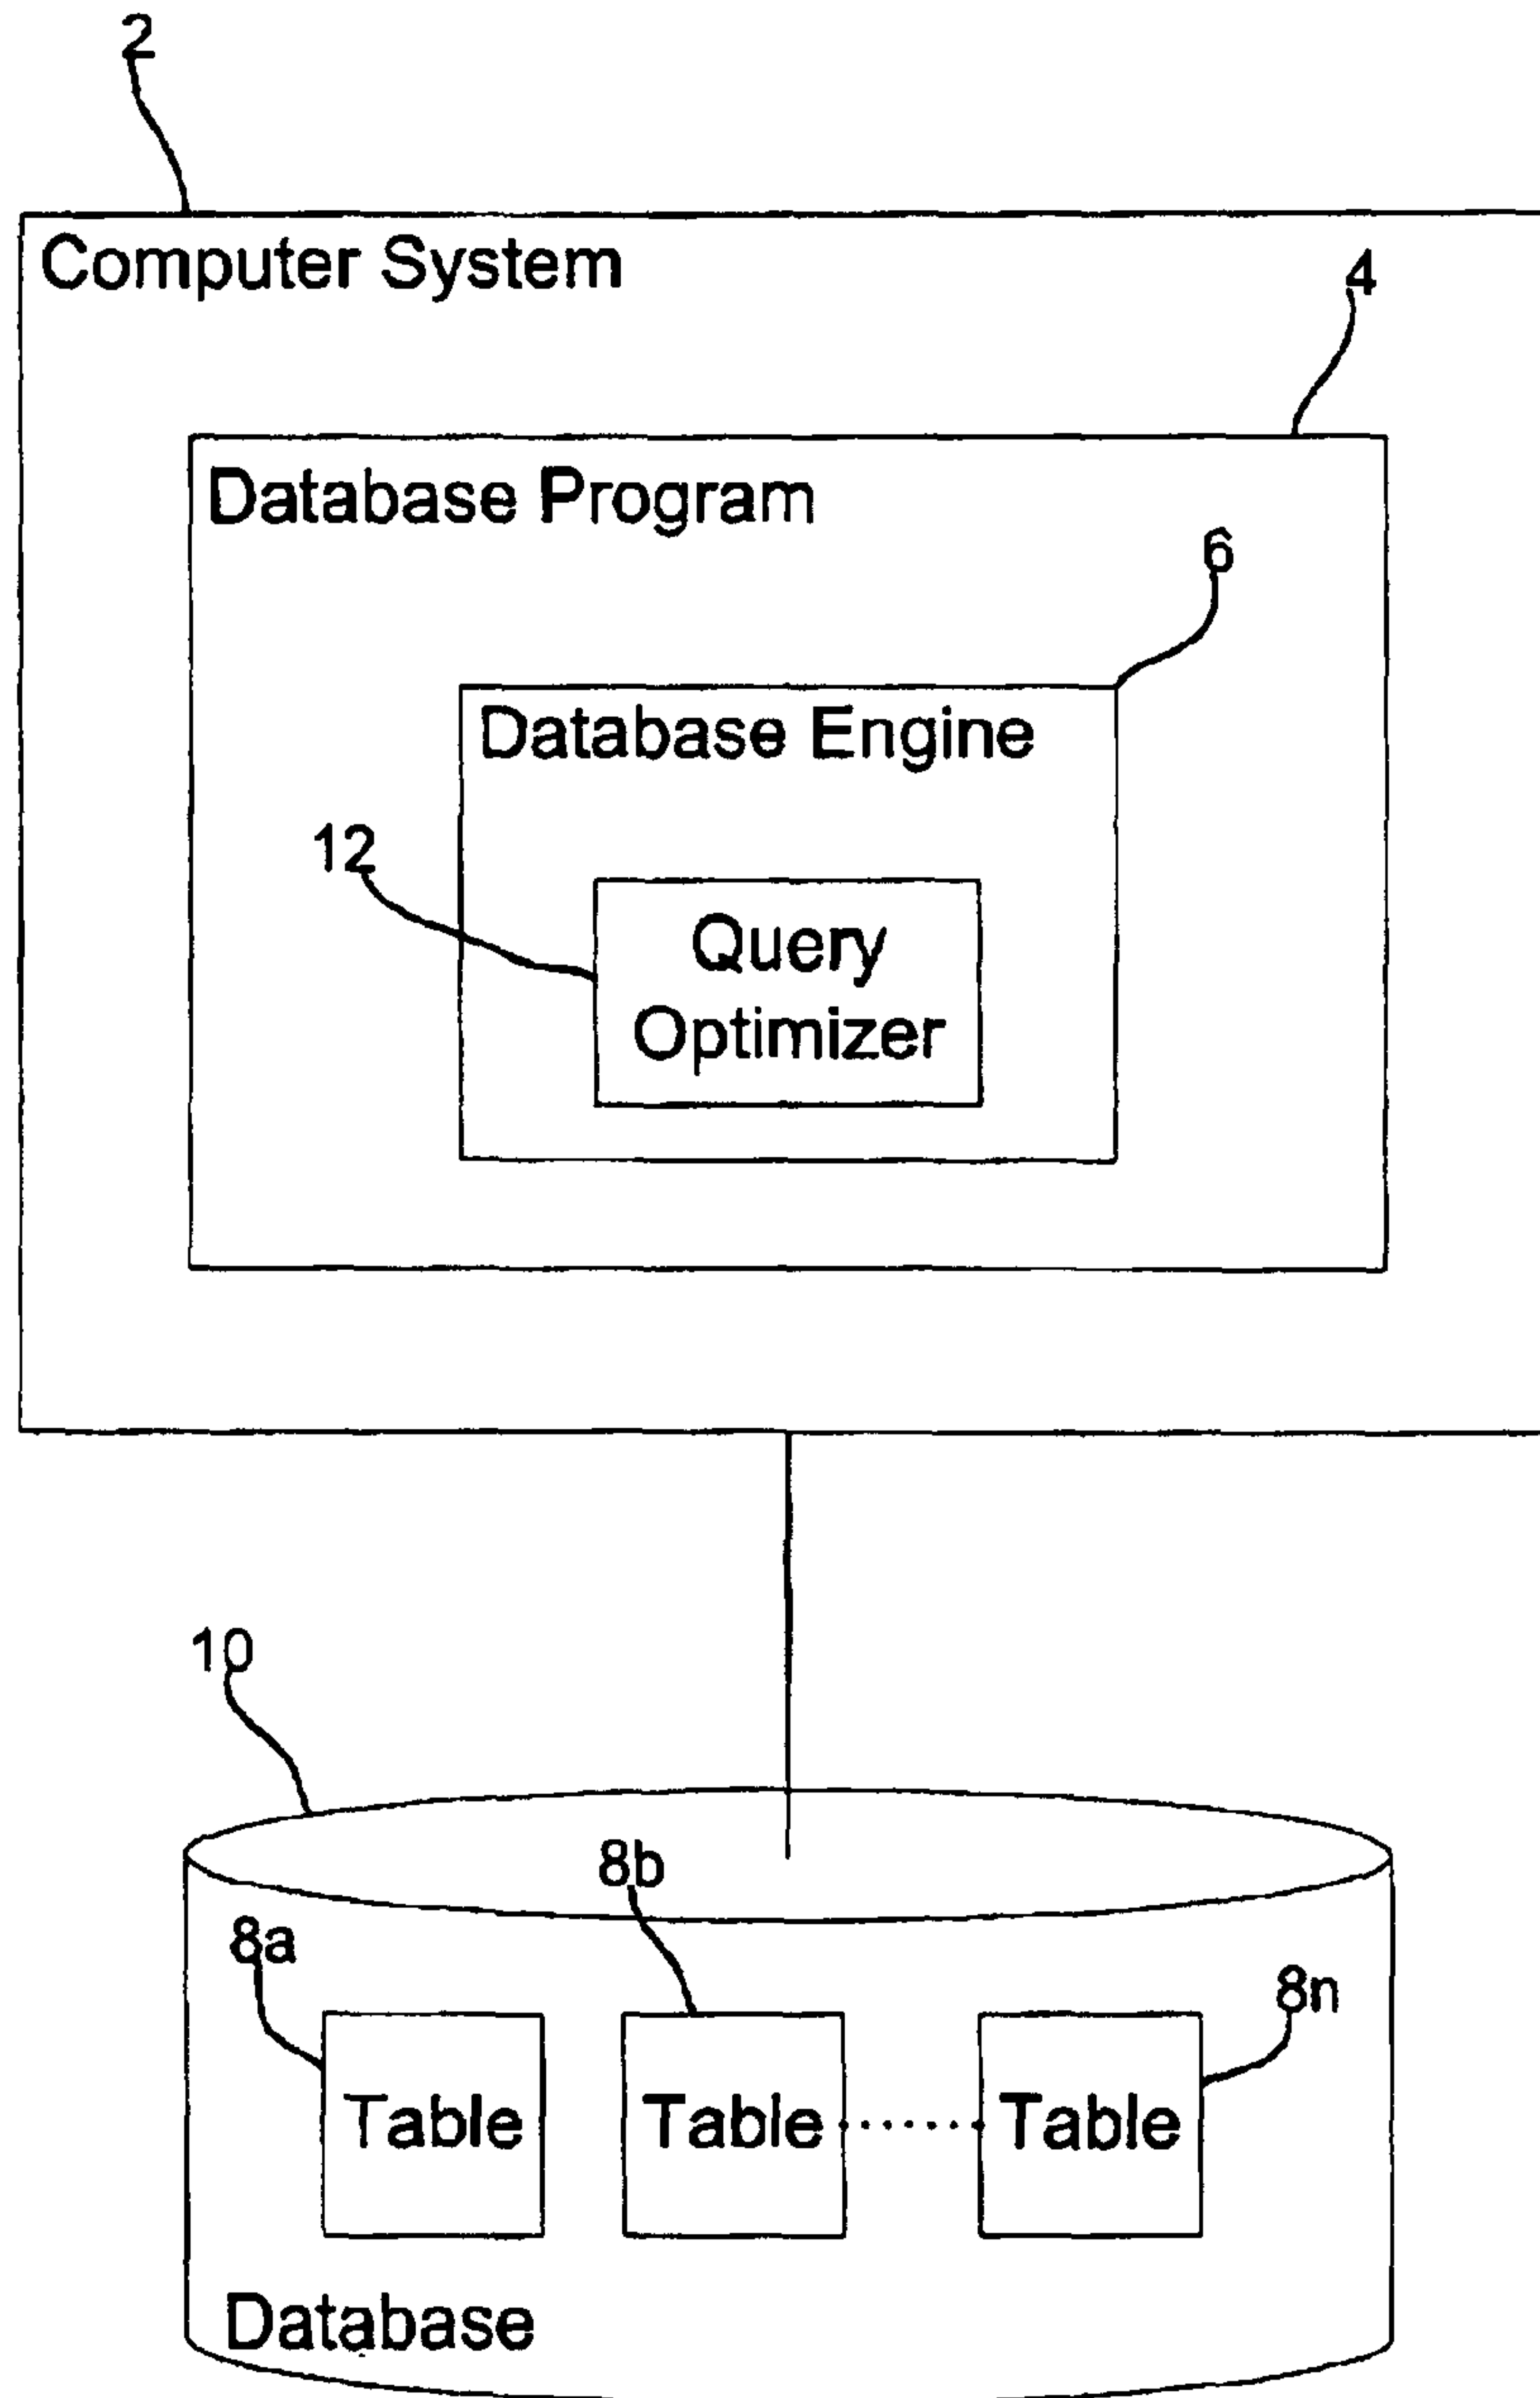 2
Computer System
4
Database Program
6
Database Engine
12
Query
Optimizer
10
8b
8a
8n
Table
Table
Table
Database